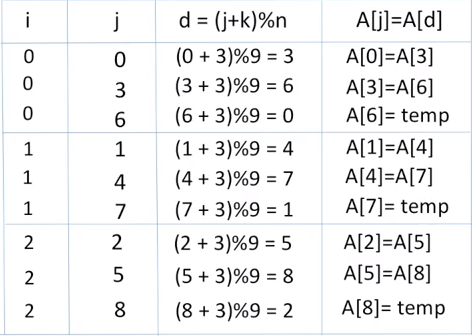 i j d = (j+k)%n A[j]=A[d]
0 0 (0 + 3)%9 = 3 A[0]=A[3]
0 3 (3 + 3)%9 = 6 A[3]=A[6]
0 6 (6 + 3)%9 = 0 A[6]= temp
1 1 (1 + 3)%9 = 4 A[1]=A[4]
1 4 (4 + 3)%9 = 7 A[4]=A[7]
1 7 (7 + 3)%9 = 1 A[7]= temp
2 2 (2 + 3)%9 = 5 A[2]=A[5]
2 5 (5 + 3)%9 = 8 A[5]=A[8]
2 8 (8 + 3)%9 = 2 A[8]= temp